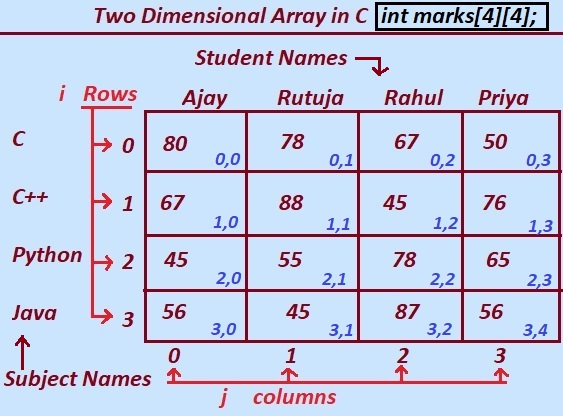 Two Dimensional Array in C int marks[4][4];
Student Names
i Rows Ajay Rutuja Rahul Priya
C 0 80 0,0 78 0,1 67 0,2 50 0,3
C++ 1 67 1,0 88 1,1 45 1,2 76 1,3
Python 2 45 2,0 55 2,1 78 2,2 65 2,3
Java 3 56 3,0 45 3,1 87 3,2 56 3,4
0 1 2 3
Subject Names
j columns